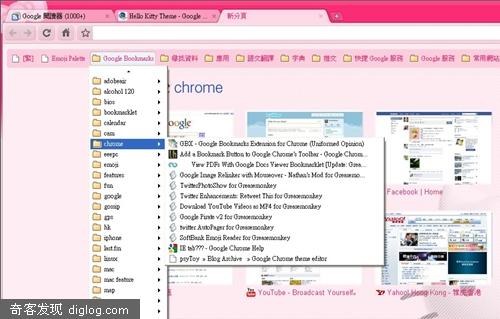 Google 閱讀器 (1000+)
Hello Kitty Theme - Google ...
新分頁
[繁]
Emoji Palette
Google Bookmarks
尋找資料
應用
語文翻譯
字典
推文
快捷 Google 服務
Google 服務
常用網站
adobeair
alcohol 120
bios
bookmarklet
calendar
cam
chrome
eeepc
emoji
features
fun
google
gossip
gps
hk
iphone
last.fm
linux
mac
mac feature
map
chrome
GBX - Google Bookmarks Extension for Chrome (Uniformed Opinion)
Add a Bookmark Button to Google Chrome's Toolbar - Google Chrom...
View PDFs With Google Docs Viewer Bookmarklet [Update: Grea...
Google Image Relinker with Mouseover - Nathan's Mod for Greasemo...
TwitterPhotoShow for Greasemonkey
Twitter Enhancements: Retweet This for Greasemonkey
Download YouTube Videos as MP4 for Greasemonkey
Google Pirate v2 for Greasemonkey
twitter AutoPager for Greasemonkey
SoftBank Emoji Reader for Greasemonkey
IE tab??? - Google Chrome Help
psyToy » Blog Archive » Google Chrome theme editor
Facebook | Home
YouTube - Broadcast Yourself.
Yahoo! Hong Kong - 雅虎香港
奇客发现 diglog.com